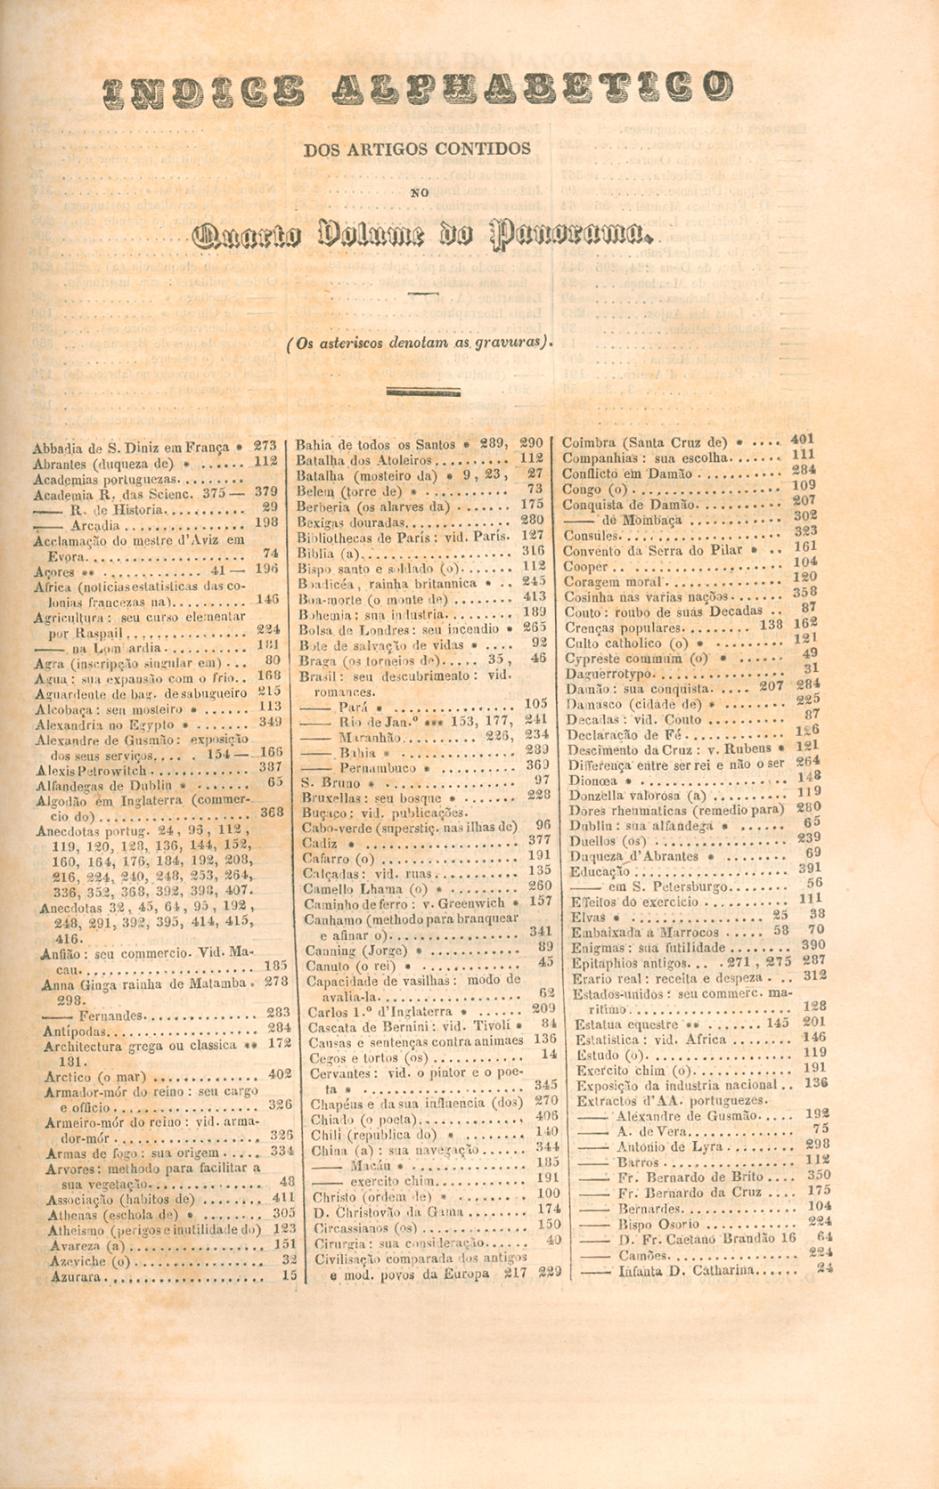 INDICE ALPHABETICO
DOS ARTIGOS CONTIDOS
NO
Quarto Volume do Panorama.
(Os asteriscos denotam as gravuras).
Abbadia de S. Diniz em França * 273
Abrantes (duqueza de) * ...... 112
Academias portuguezas.........
Academia R. das Scienc. 375 — 379
—— R. de Historia.......... 29
—— Arcadia .............. 198
Acclamação do mestre d'Aviz em
Evora.................... 74
Açores ** ............ 41 — 196
Africa (noticias estatisticas das co-
lonias francezas na)......... 146
Agricultura: seu curso elementar
por Raspail................ 224
—— na Lom ardia........... 181
Agra (inscripção singular em) ... 80
Agua: sua expansão com o frio.. 168
Aguardente de bag. de sabugueiro 215
Alcobaça: seu mosteiro * ...... 113
Alexandria no Egypto * ....... 349
Alexandre de Gusmão: exposição
dos seus serviços..... 154 — 166
Alexis Petrowitch ............. 387
Alfandegas de Dublin * ....... 65
Algodão em Inglaterra (commer-
cio do) ................... 368
Anecdotas portug. 24, 96, 112,
119, 120, 128, 136, 144, 152,
160, 164, 176, 184, 192, 208,
216, 224, 240, 248, 253, 264,
336, 352, 368, 392, 398, 407.
Anecdotas 32, 45, 64, 95, 192,
248, 291, 392, 395, 414, 415,
416.
Anfião: seu commercio. Vid. Ma-
cau....................... 185
Anna Ginga rainha de Matamba. 278
298.
—— Fernandes............... 283
Antipodas.................... 284
Architectura grega ou classica ** 172
181.
Arctico (o mar) .............. 402
Armador-mór do reino: seu cargo
e officio................... 326
Armeiro-mór do reino: vid. arma-
dor-mór ................... 326
Armas de fogo: sua origem ..... 334
Arvores: methodo para facilitar a
sua vegetação............... 48
Associação (habitos de) ........ 411
Athenas (eschola de) * ......... 305
Atheismo (perigos e inutilidade do) 123
Avareza (a) .................. 151
Azeviche (o) ................. 32
Azurara...................... 15
Bahia de todos os Santos * 289, 290
Batalha dos Atoleiros.......... 112
Batalha (mosteiro da) * 9, 23, 27
Belem (torre de) * ........... 73
Berberia (os alarves da) ....... 175
Bexigas douradas.............. 280
Bibliothecas de París: vid. París. 127
Biblia (a).................... 316
Bispo santo e soldado (o)....... 112
Boadicéa, rainha britannica * .. 245
Boa-morte (o monte de) ........ 413
Bohemia: sua industria......... 189
Bolsa de Londres: seu incendio * 265
Bote de salvação de vidas * .... 92
Braga (os torneios de)..... 35, 46
Brasil: seu descubrimento: vid.
romances.
—— Pará * ............... 105
—— Rio de Jan.º *** 153, 177, 241
—— Maranhão.......... 226, 234
—— Bahia * ............... 289
—— Pernambuco * ......... 369
S. Bruno * .................. 97
Bruxellas: seu bosque * ....... 228
Buçaco: vid. publicações.
Cabo-verde (superstiç. nas ilhas de) 96
Cadiz * ..................... 377
Cafarro (o) .................. 191
Calçadas: vid. ruas............ 135
Camello Lhama (o) * ......... 260
Caminho de ferro: v. Greenwich * 157
Canhamo (methodo para branquear
e afinar o)................. 341
Canning (Jorge) * ........... 89
Canuto (o rei) * ............. 45
Capacidade de vasilhas: modo de
avalia-la................... 62
Carlos 1.º d'Inglaterra * ...... 209
Cascata de Bernini: vid. Tivoli * 84
Causas e sentenças contra animaes 136
Cegos e tortos (os) ............ 14
Cervantes: vid. o pintor e o poe-
ta * ..................... 345
Chapéus e da sua influencia (dos) 270
Chiado (o poeta).............. 406
Chili (republica do) * ........ 140
China (a): sua navegação....... 344
—— Macáu * ............. 185
—— exercito chim........... 191
Christo (ordem de) * ......... 100
D. Christovão da Gama ........ 174
Circassianos (os) .............. 150
Cirurgia: sua consideração...... 40
Civilisação comparada dos antigos
e mod. povos da Europa 217 229
Coimbra (Santa Cruz de) * .... 401
Companhias: sua escolha....... 111
Conflicto em Damão .......... 284
Congo (o) ................... 109
Conquista de Damão........... 207
—— de Mombaça ........... 302
Consules..................... 323
Convento da Serra do Pilar * .. 161
Cooper ...................... 104
Coragem moral ............... 120
Cosinha nas varias nações....... 358
Couto: roubo de suas Decadas .. 87
Crenças populares......... 138 162
Culto catholico (o) * ......... 121
Cypreste commum (o) * ...... 49
Daguerrotypo................. 31
Damão: sua conquista..... 207 284
Damasco (cidade de) * ........ 225
Decadas: vid. Couto .......... 87
Declaração de Fé.............. 126
Descimento da Cruz: v. Rubens * 121
Differença entre ser rei e não o ser 264
Dionœa * ................... 148
Donzella valorosa (a) .......... 119
Dores rheumaticas (remedio para) 280
Dublin: sua alfandega * ....... 65
Duellos (os) .................. 239
Duqueza d'Abrantes * ......... 69
Educação .................... 391
—— em S. Petersburgo........ 56
Effeitos do exercicio ........... 111
Elvas * ................. 25 38
Embaixada a Marrocos ..... 58 70
Enigmas: sua futilidade ........ 390
Epitaphios antigos.... 271, 275 287
Erario real: receita e despeza ... 312
Estados-unidos: seu commerc. ma-
ritimo.................... 128
Estatua equestre ** ....... 145 201
Estatistica: vid. Africa ........ 146
Estudo (o)................... 119
Exercito chim (o)............. 191
Exposição da industria nacional .. 136
Extractos d'AA. portuguezes.
—— Alexandre de Gusmão..... 192
—— A. de Vera............. 75
—— Antonio de Lyra......... 298
—— Barros ................. 112
—— Fr. Bernardo de Brito .... 350
—— Fr. Bernardo da Cruz .... 175
—— Bernardes.............. 104
—— Bispo Osorio ........... 224
—— D. Fr. Caetano Brandão 16 64
—— Camões................ 224
—— Infanta D. Catharina...... 24